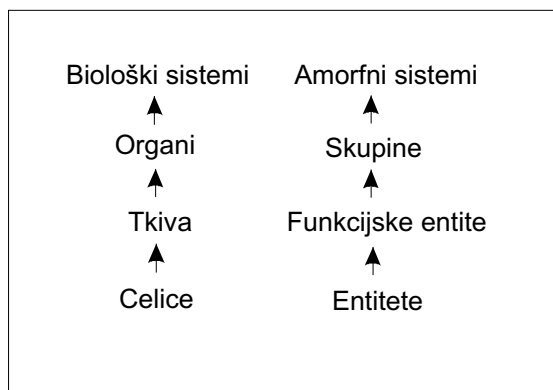 Biološki sistemi Amorfni sistemi
Organi Skupine
Tkiva Funkcijske entite
Celice Entitete